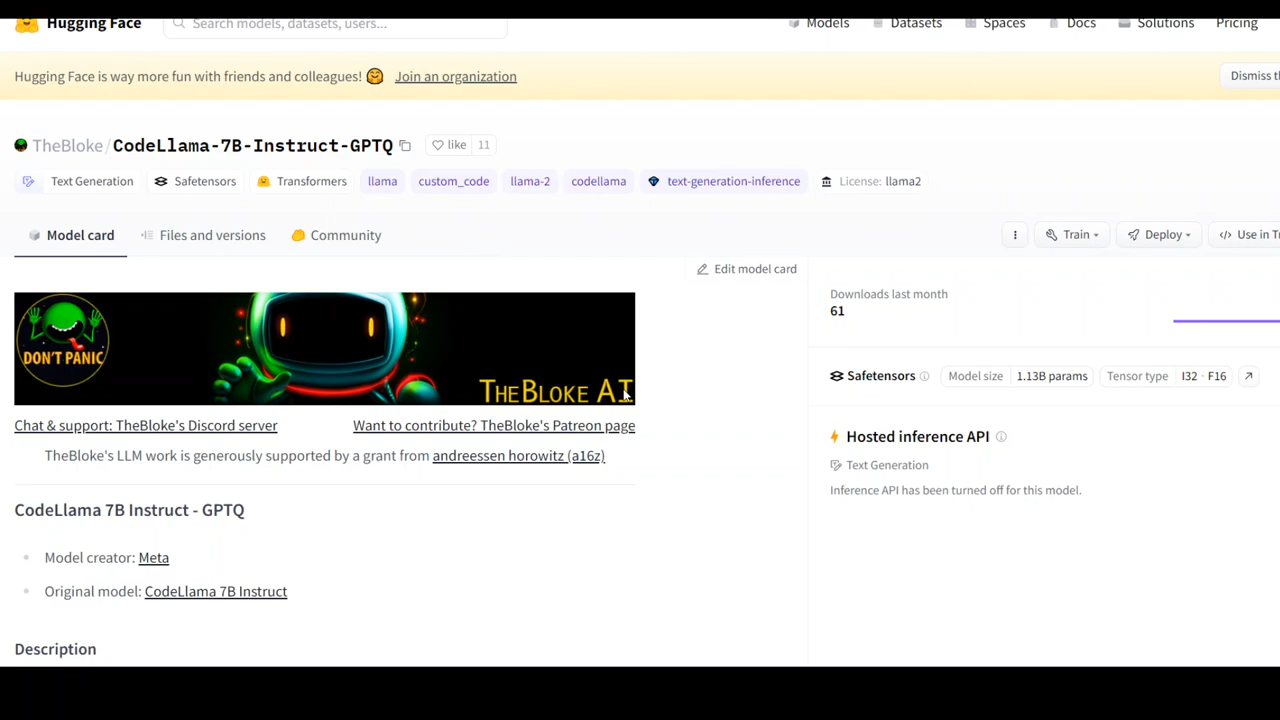 Hugging Face
Search models, datasets, users...
Models
Datasets
Spaces
Docs
Solutions
Pricing
Hugging Face is way more fun with friends and colleagues! 🤗 Join an organization
Dismiss th
TheBloke/CodeLlama-7B-Instruct-GPTQ
like 11
Text Generation
Safetensors
Transformers
llama
custom_code
llama-2
codellama
text-generation-inference
License: llama2
Model card
Files and versions
Community
Train
Deploy
</> Use in Tr
Edit model card
DON'T PANIC
THEBLOKE AI
Chat & support: TheBloke's Discord server
Want to contribute? TheBloke's Patreon page
TheBloke's LLM work is generously supported by a grant from andreessen horowitz (a16z)
CodeLlama 7B Instruct - GPTQ
Model creator: Meta
Original model: CodeLlama 7B Instruct
Description
Downloads last month
61
Safetensors
Model size 1.13B params
Tensor type I32 · F16
Hosted inference API
Text Generation
Inference API has been turned off for this model.